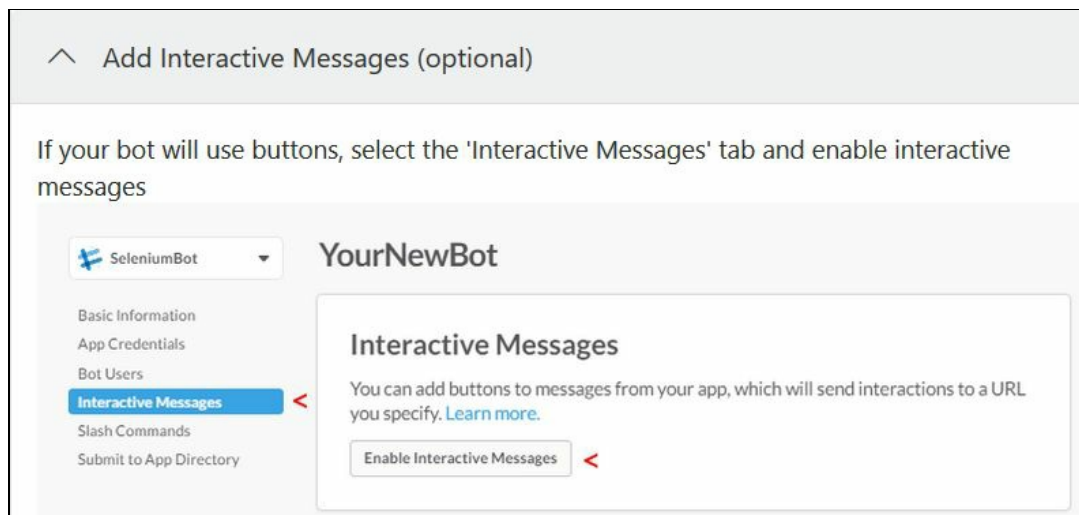 Add Interactive Messages (optional)
If your bot will use buttons, select the 'Interactive Messages' tab and enable interactive
messages
SeleniumBot
YourNewBot
Basic Information
App Credentials
Bot Users
Interactive Messages <
Slash Commands
Submit to App Directory
Interactive Messages
You can add buttons to messages from your app, which will send interactions to a URL
you specify. Learn more.
Enable Interactive Messages <